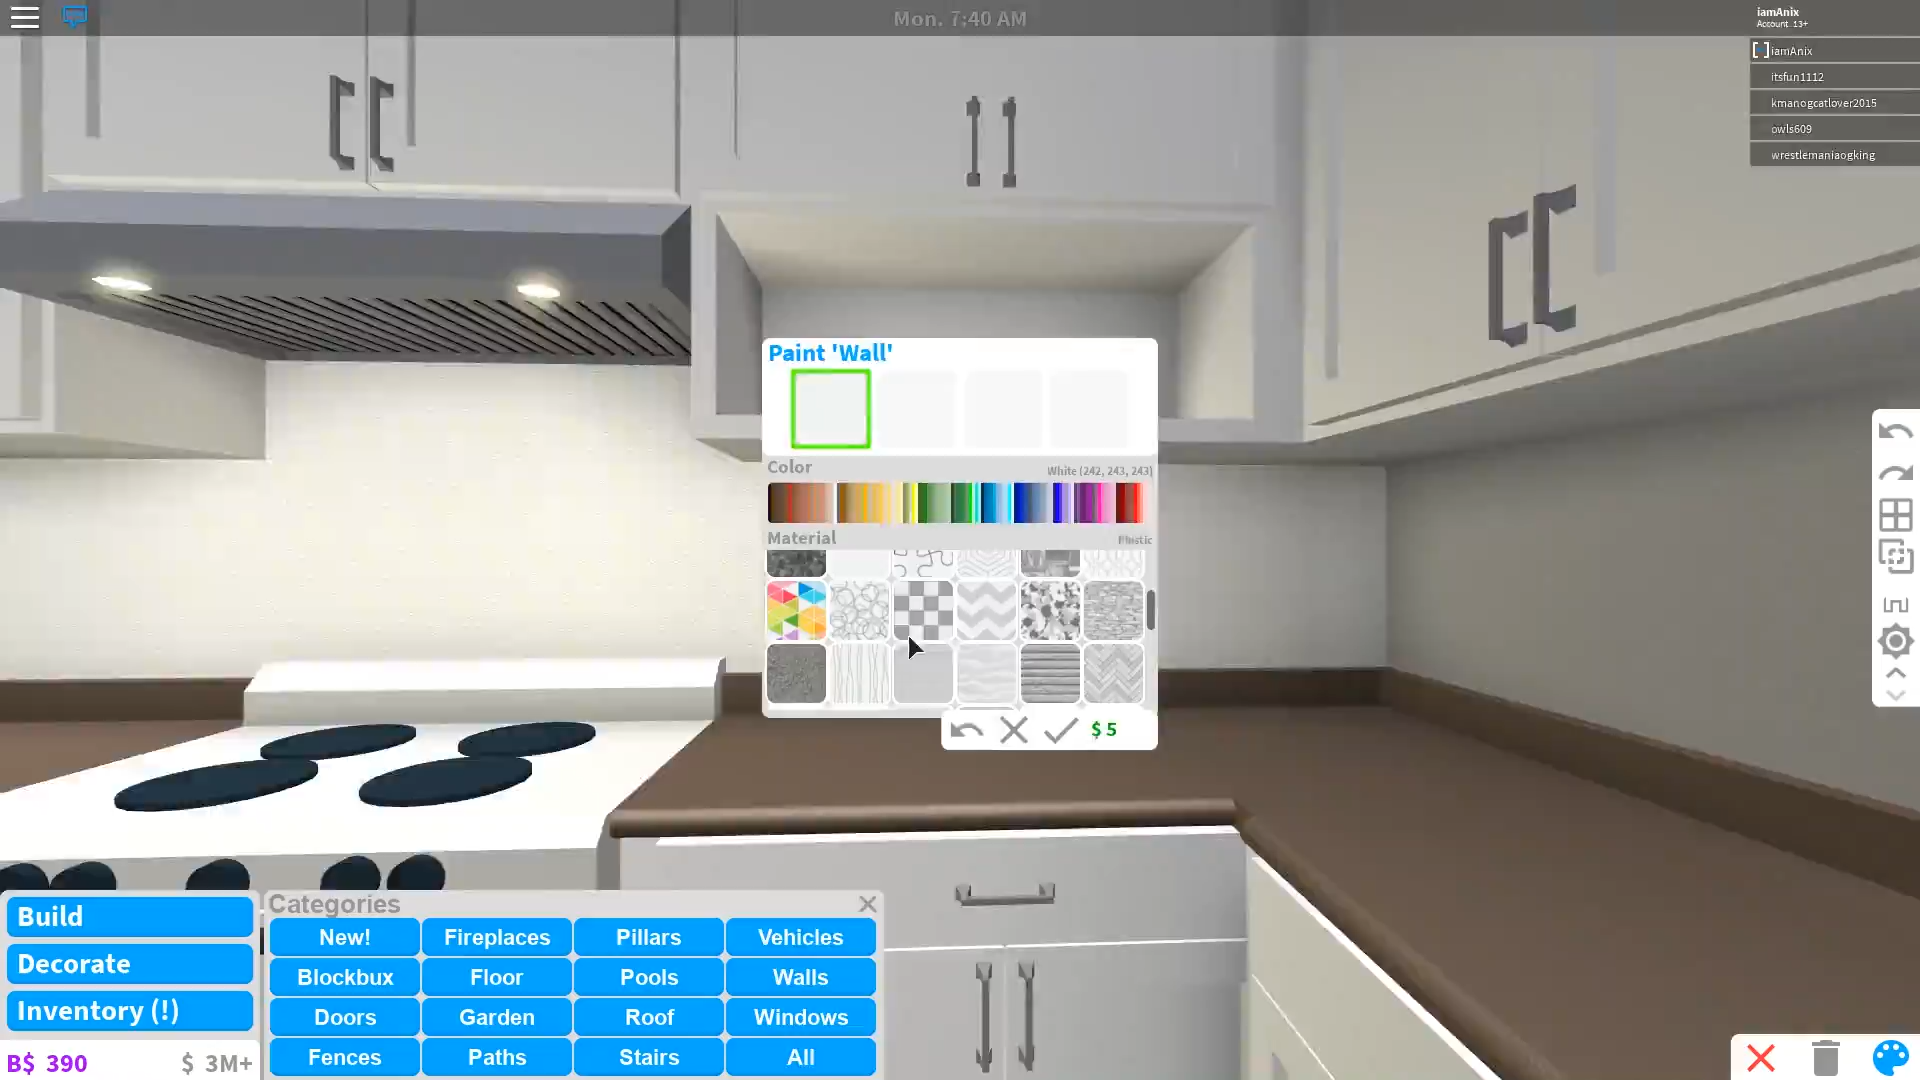 Mon. 7:40 AM
iamAnix
Account: 13+
iamAnix
itsfun1112
kmanogcatlover2015
owls609
wrestlemaniaogking
Paint 'Wall'
Color
White (242, 243, 243)
Material
Plastic
$ 5
Build
Decorate
Inventory (!)
B$ 390
$ 3M+
Categories
New!
Fireplaces
Pillars
Vehicles
Blockbux
Floor
Pools
Walls
Doors
Garden
Roof
Windows
Fences
Paths
Stairs
All